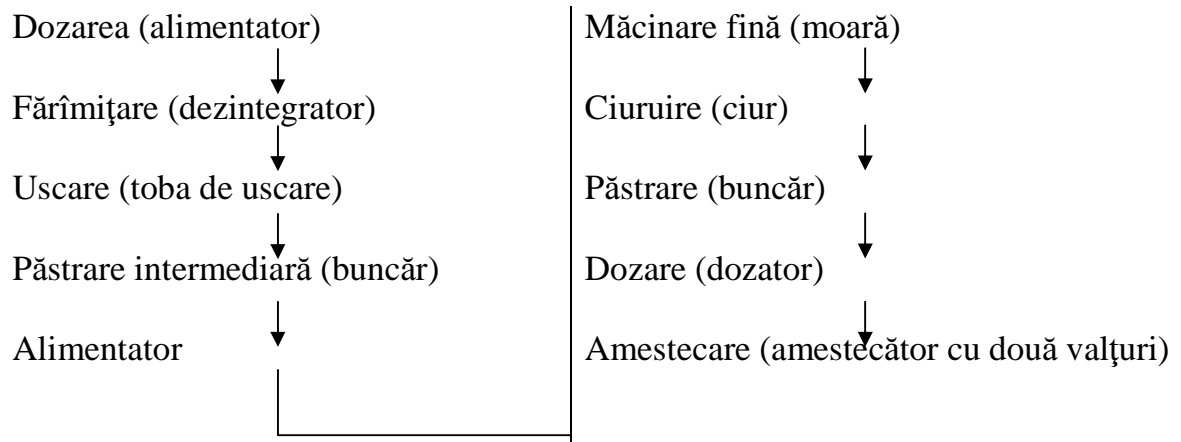 Dozarea (alimentator)
Fărîmiţare (dezintegrator)
Uscare (toba de uscare)
Păstrare intermediară (buncăr)
Alimentator
Măcinare fină (moară)
Ciuruire (ciur)
Păstrare (buncăr)
Dozare (dozator)
Amestecare (amestecător cu două valţuri)